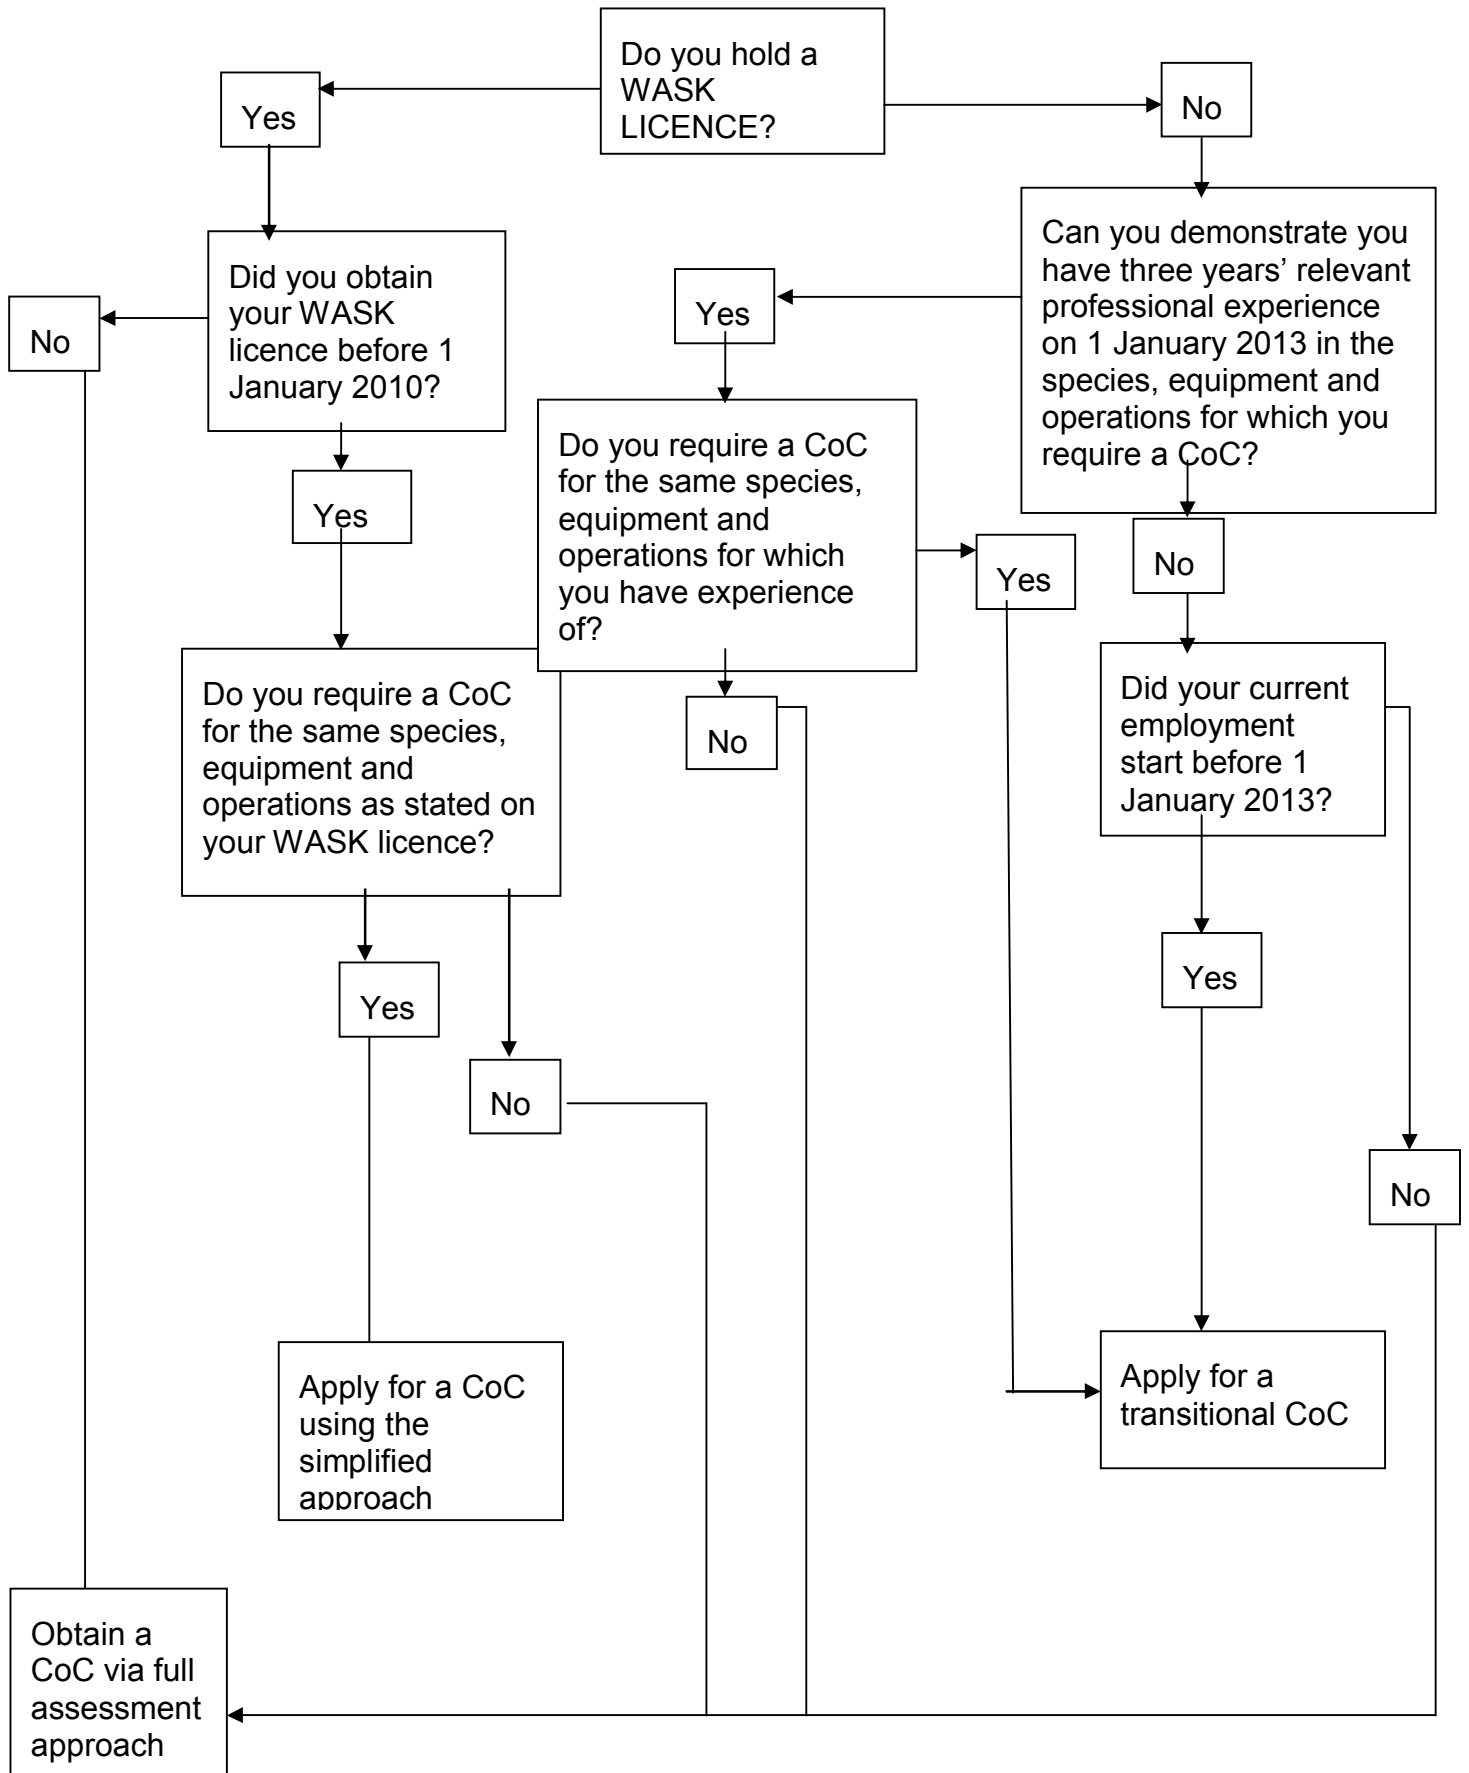 Do you hold a
WASK
LICENCE?
Yes
No
Did you obtain
your WASK
licence before 1
January 2010?
No
Yes
Can you demonstrate you
have three years’ relevant
professional experience
on 1 January 2013 in the
species, equipment and
operations for which you
require a CoC?
Yes
Do you require a CoC
for the same species,
equipment and
operations for which
you have experience
of?
Yes
No
No
Did your current
employment
start before 1
January 2013?
Do you require a CoC
for the same species,
equipment and
operations as stated on
your WASK licence?
Yes
No
Yes
No
Apply for a CoC
using the
simplified
approach
Apply for a
transitional CoC
Obtain a
CoC via full
assessment
approach